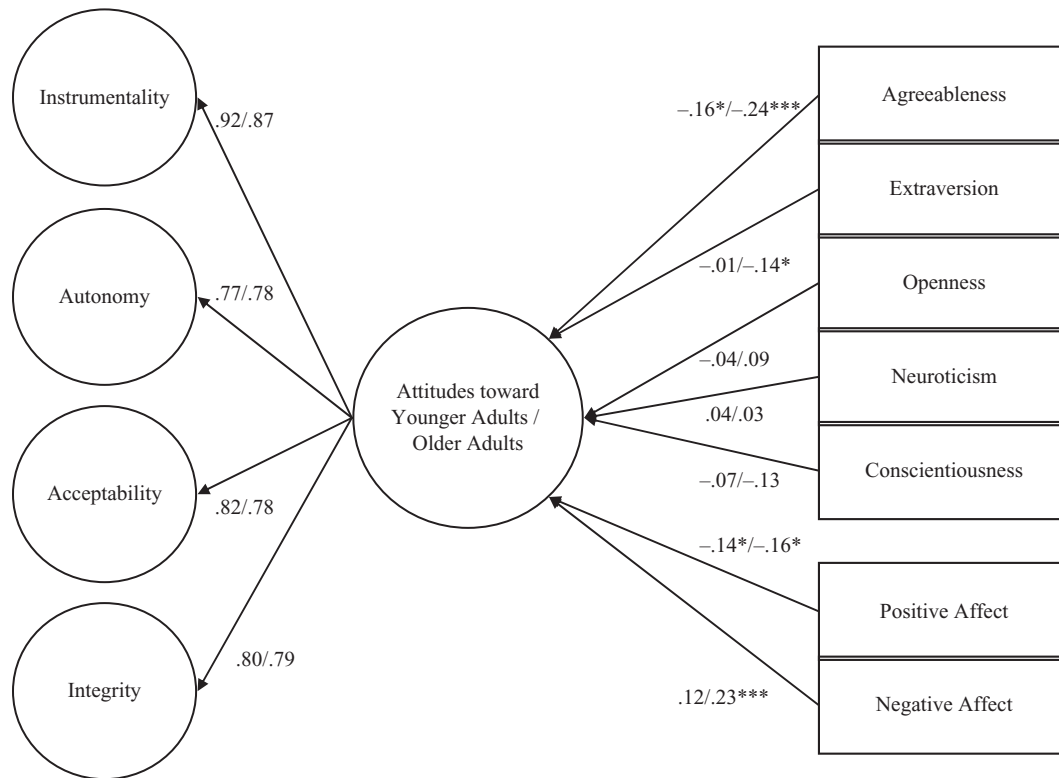 Instrumentality
.92/.87
Autonomy
.77/.78
Acceptability
.82/.78
Integrity
.80/.79
Attitudes toward
Younger Adults /
Older Adults
–.16*/–.24***
–.01/–.14*
–.04/.09
.04/.03
–.07/–.13
–.14*/–.16*
.12/.23***
Agreeableness
Extraversion
Openness
Neuroticism
Conscientiousness
Positive Affect
Negative Affect